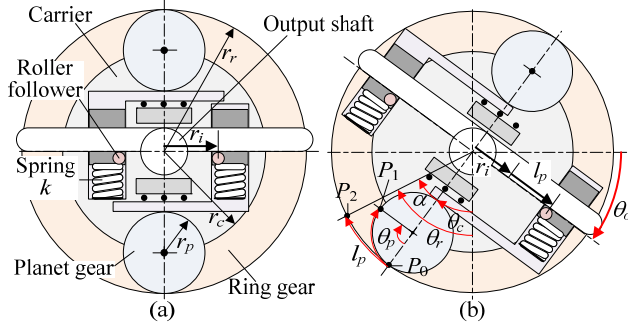 Carrier
Output shaft
Roller
follower
r_r
r_i
Spring
k
r_c
r_p
Planet gear
Ring gear
(a)
r_i
l_p
θ_o
P_2
P_1
α
θ_c
θ_r
θ_p
l_p
P_0
(b)